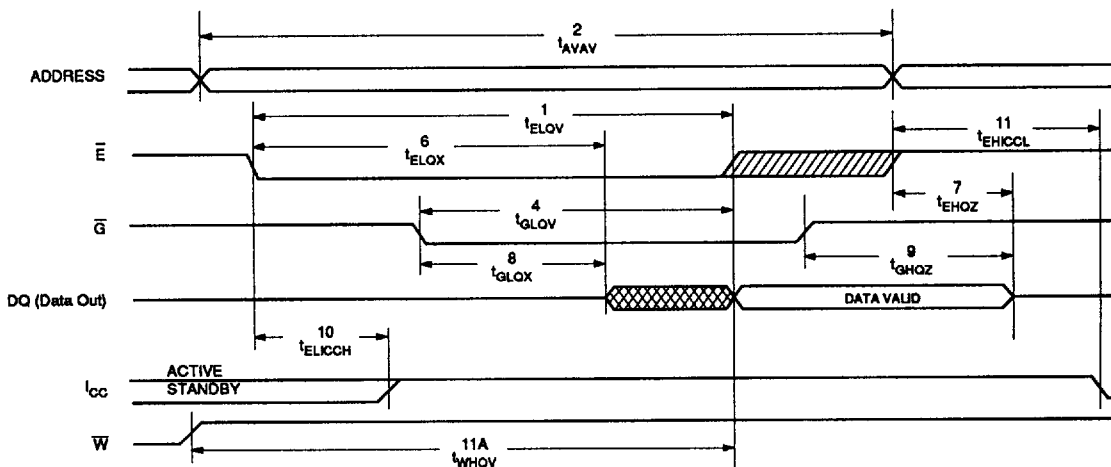 2
tAVAV
ADDRESS
1
tELQV
11
tEHICCL
6
tELQX
E
7
tEHQZ
4
tGLQV
G
9
tGHQZ
8
tGLQX
DQ (Data Out)
DATA VALID
10
tELICCH
ACTIVE
ICC
STANDBY
W
11A
tWHQV